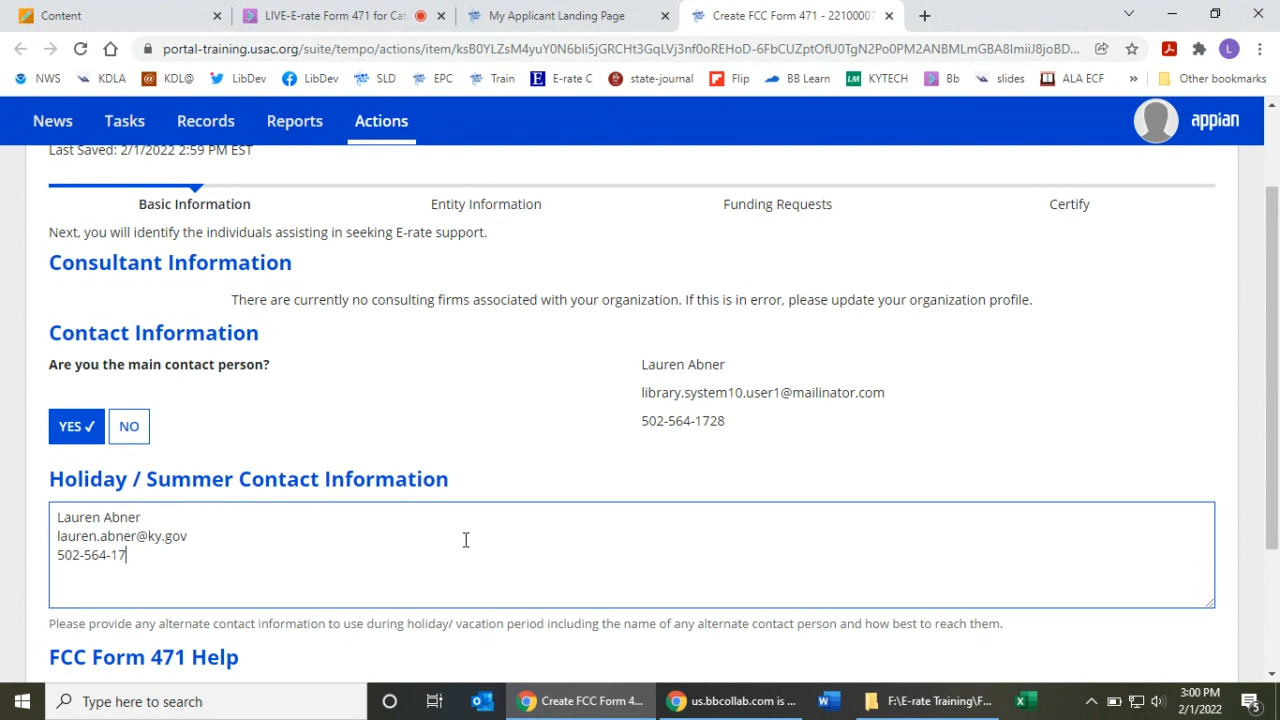 Content
LIVE-E-rate Form 471 for Cat
My Applicant Landing Page
Create FCC Form 471 - 22100007
portal-training.usac.org/suite/tempo/actions/item/
NWS
KDLA
KDL@
LibDev
LibDev
SLD
EPC
Train
E-rate C
state-journal
Flip
BB Learn
KYTECH
Bb
slides
ALA ECF
»
Other bookmarks
News
Tasks
Records
Reports
Actions
appian
Last Saved: 2/1/2022 2:59 PM EST
Basic Information
Entity Information
Funding Requests
Certify
Next, you will identify the individuals assisting in seeking E-rate support.
Consultant Information
There are currently no consulting firms associated with your organization. If this is in error, please update your organization profile.
Contact Information
Are you the main contact person?
Lauren Abner
library.system10.user1@mailinator.com
502-564-1728
YES ✓
NO
Holiday / Summer Contact Information
Lauren Abner
lauren.abner@ky.gov
502-564-17
Please provide any alternate contact information to use during holiday/ vacation period including the name of any alternate contact person and how best to reach them.
FCC Form 471 Help
Type here to search
Create FCC Form 4...
us.bbcollab.com is ...
F:\E-rate Training\F...
3:00 PM
2/1/2022
5